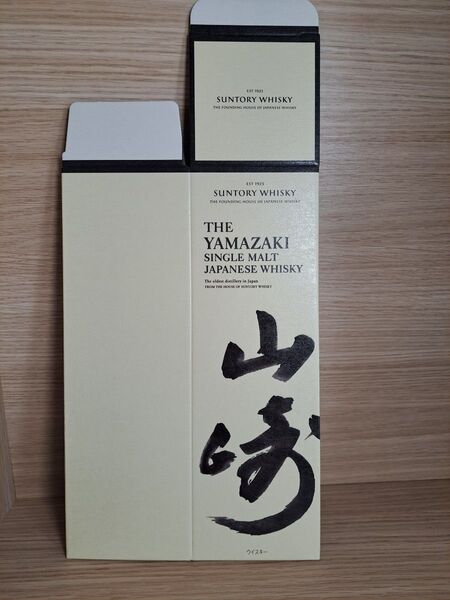 EST 1923
SUNTORY WHISKY
THE FOUNDING HOUSE OF JAPANESE WHISKY
EST 1923
SUNTORY WHISKY
THE FOUNDING HOUSE OF JAPANESE WHISKY
THE
YAMAZAKI
SINGLE MALT
JAPANESE WHISKY
The oldest distillery in Japan
FROM THE HOUSE OF SUNTORY WHISKY
山
崎
ウイスキー